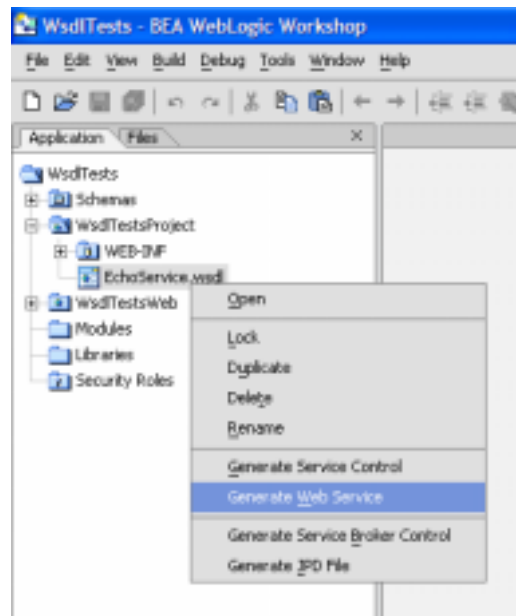 WsdlTests - BEA WebLogic Workshop
File Edit View Build Debug Tools Window Help
Application Files
WsdlTests
Schemas
WsdlTestsProject
WEB-INF
EchoService.wsdl
WsdlTestsWeb
Modules
Libraries
Security Roles
Open
Lock
Duplicate
Delete
Rename
Generate Service Control
Generate Web Service
Generate Service Broker Control
Generate JPD File